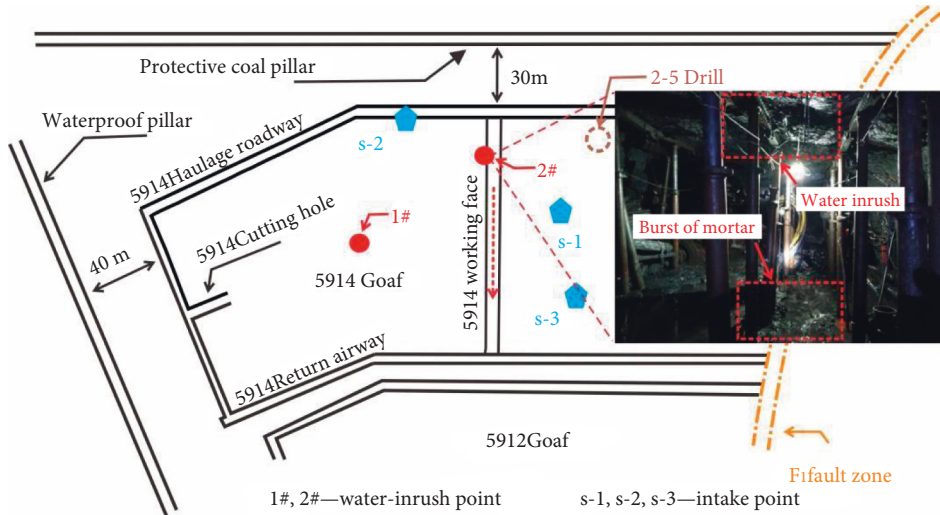 Protective coal pillar
30m
2-5 Drill
Waterproof pillar
5914Haulage roadway
s-2
2#
Water inrush
5914Cutting hole
1#
s-1
Burst of mortar
40 m
5914 Goaf
5914 working face
s-3
5914Return airway
5912Goaf
F1fault zone
1#, 2#—water-inrush point
s-1, s-2, s-3—intake point